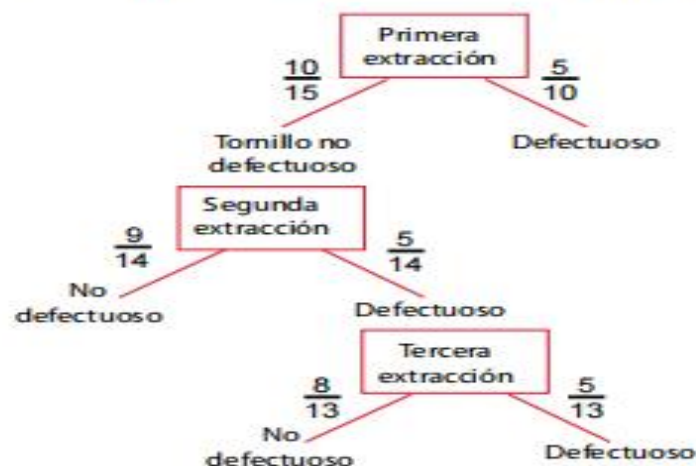 Primera
extracción
10
15
5
10
Tornillo no
defectuoso
Defectuoso
Segunda
extracción
9
14
5
14
No
defectuoso
Defectuoso
Tercera
extracción
8
13
5
13
No
defectuoso
Defectuoso